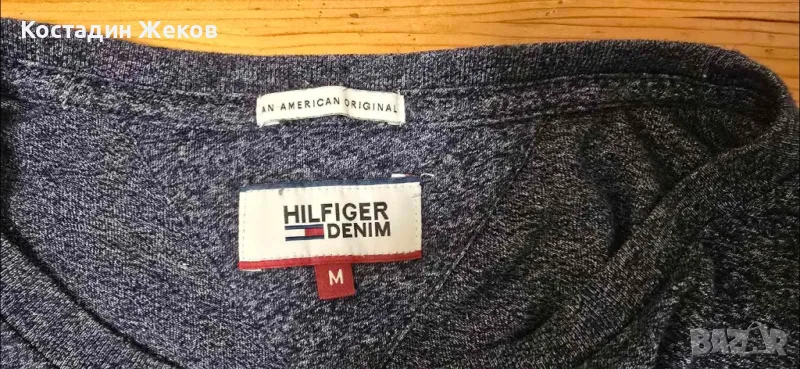 Костадин Жеков
AN AMERICAN ORIGINAL
HILFIGER
DENIM
M
BAZAR